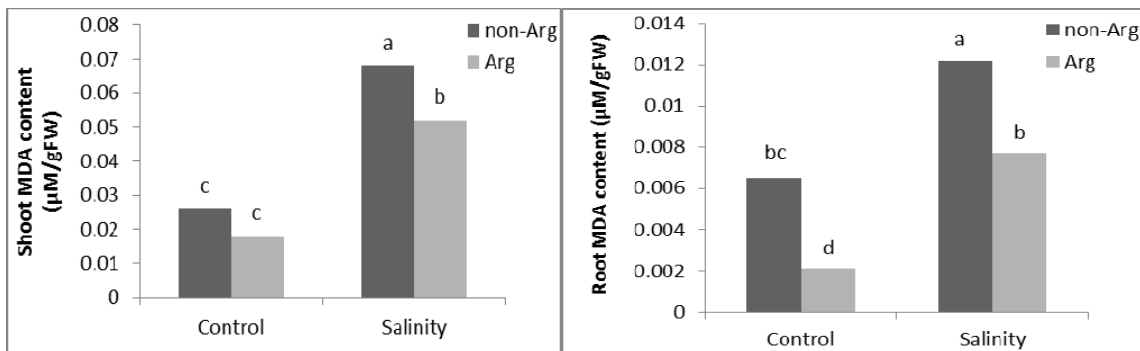 Shoot MDA content
(µM/gFW)
0.08
0.07
0.06
0.05
0.04
0.03
0.02
0.01
0
c
c
a
b
non-Arg
Arg
Control
Salinity
Root MDA content (µM/gFW)
0.014
0.012
0.01
0.008
0.006
0.004
0.002
0
bc
d
a
b
non-Arg
Arg
Control
Salinity